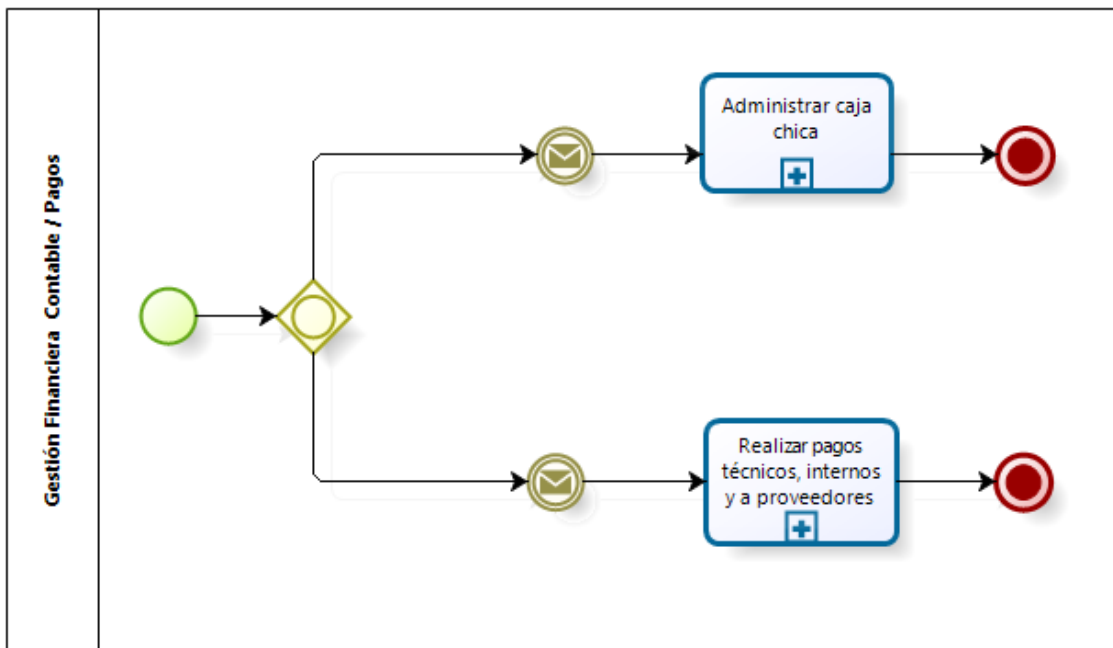 Gestión Financiera Contable / Pagos
Administrar caja
chica
Realizar pagos
técnicos, internos
y a proveedores